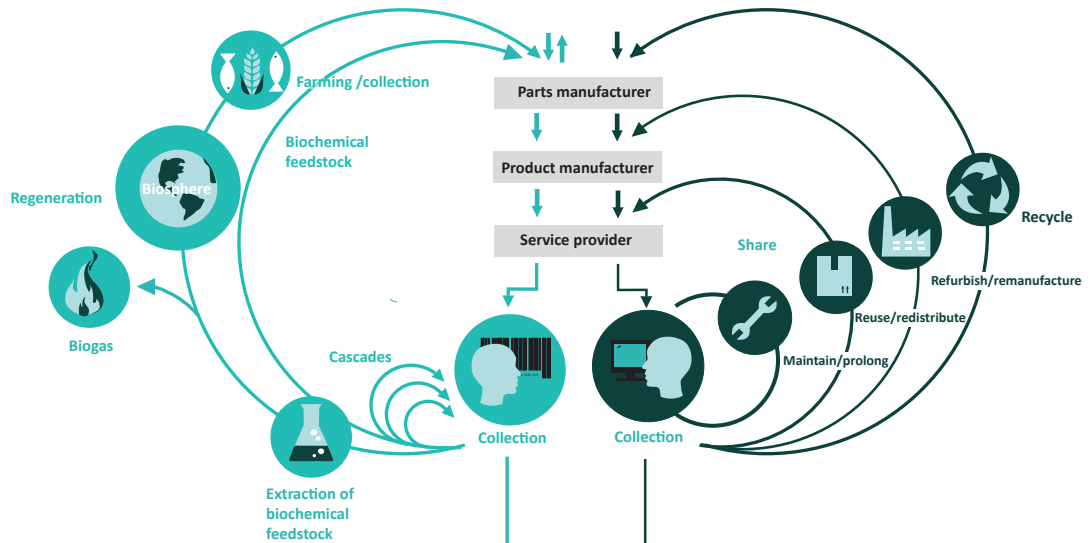 Farming /collection
Parts manufacturer
Biochemical
feedstock
Product manufacturer
Biosphere
Regeneration
Recycle
Service provider
Share
Refurbish/remanufacture
Reuse/redistribute
Biogas
Cascades
Maintain/prolong
Collection
Collection
Extraction of
biochemical
feedstock